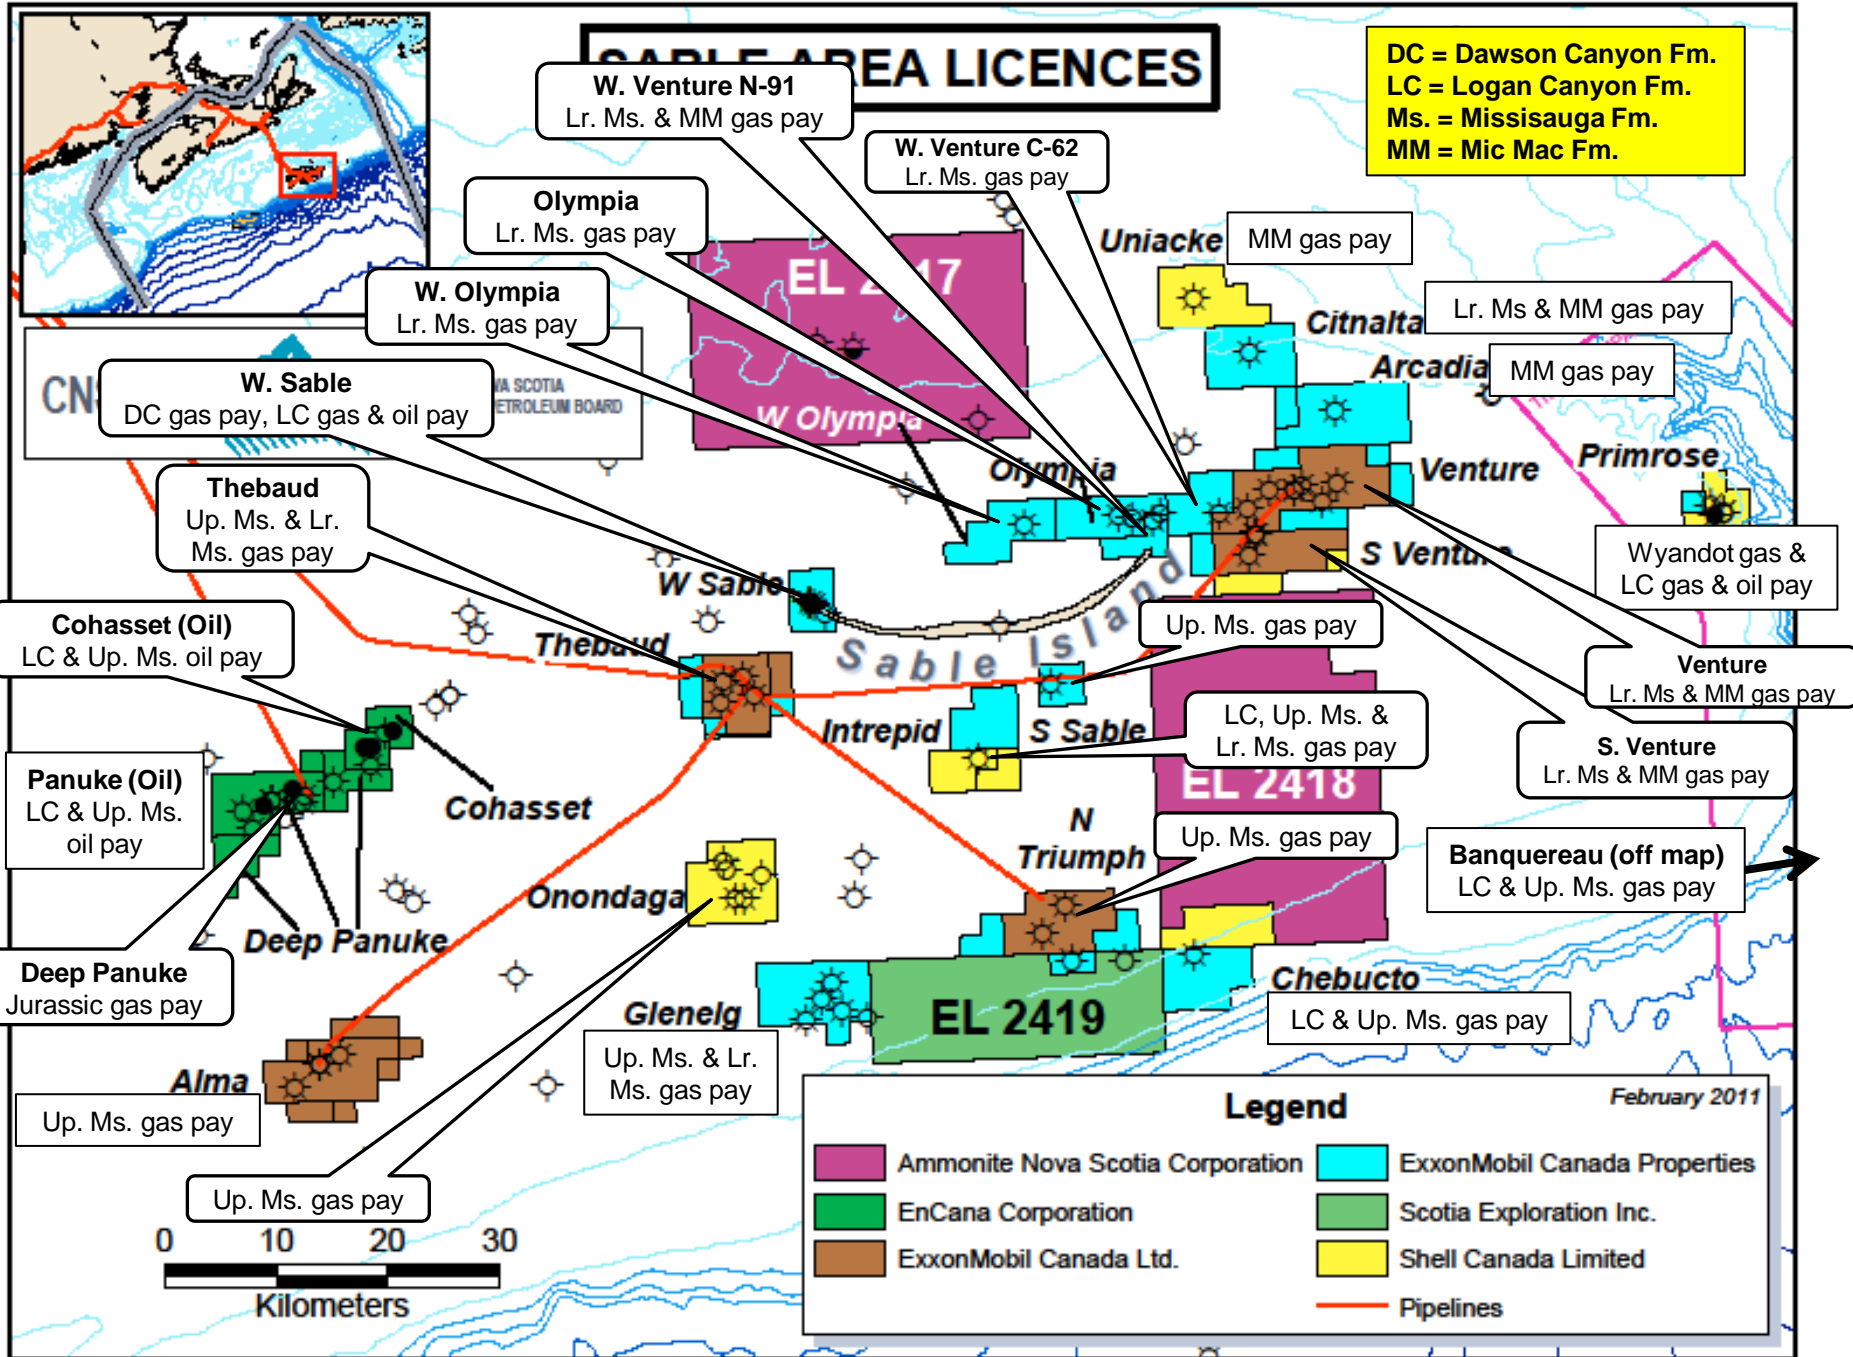 SABLE AREA LICENCES
DC = Dawson Canyon Fm.
LC = Logan Canyon Fm.
Ms. = Missisauga Fm.
MM = Mic Mac Fm.
W. Venture N-91
Lr. Ms. & MM gas pay
W. Venture C-62
Lr. Ms. gas pay
Olympia
Lr. Ms. gas pay
W. Olympia
Lr. Ms. gas pay
W. Sable
DC gas pay, LC gas & oil pay
Thebaud
Up. Ms. & Lr.
Ms. gas pay
Cohasset (Oil)
LC & Up. Ms. oil pay
Panuke (Oil)
LC & Up. Ms.
oil pay
Deep Panuke
Jurassic gas pay
CNS
VA SCOTIA
PETROLEUM BOARD
EL 2417
W Olympia
Olympia
Uniacke
MM gas pay
Citnalta
Lr. Ms & MM gas pay
Arcadia
MM gas pay
Venture
Primrose
Wyandot gas &
LC gas & oil pay
S Venture
Venture
Lr. Ms & MM gas pay
S. Venture
Lr. Ms & MM gas pay
W Sable
Sable Island
Up. Ms. gas pay
Thebaud
Intrepid
S Sable
LC, Up. Ms. &
Lr. Ms. gas pay
EL 2418
Cohasset
Deep Panuke
N
Triumph
Up. Ms. gas pay
Banquereau (off map)
LC & Up. Ms. gas pay
Onondaga
Glenelg
Up. Ms. & Lr.
Ms. gas pay
EL 2419
Chebucto
LC & Up. Ms. gas pay
Alma
Up. Ms. gas pay
Up. Ms. gas pay
0 10 20 30
Kilometers
Legend
February 2011
Ammonite Nova Scotia Corporation
ExxonMobil Canada Properties
EnCana Corporation
Scotia Exploration Inc.
ExxonMobil Canada Ltd.
Shell Canada Limited
Pipelines